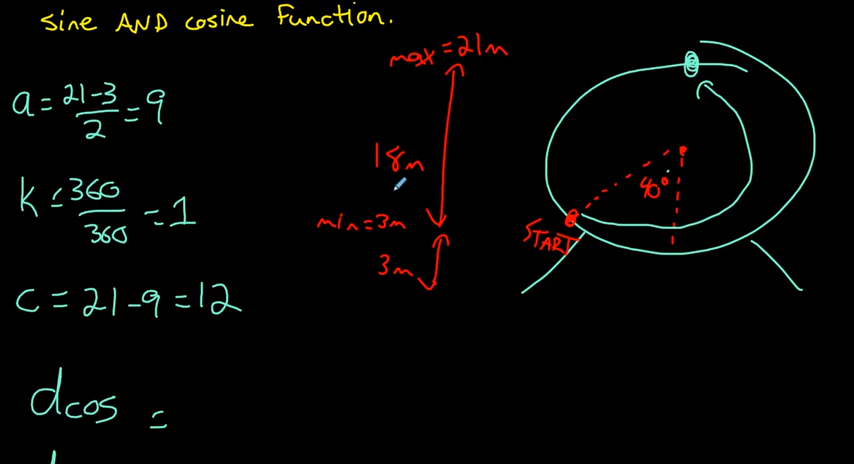 sine AND cosine Function.
a = 21-3 / 2 = 9
k = 360 / 360 = 1
c = 21 - 9 = 12
dcos =
max = 21m
18m
min = 3m
3m
40°
START